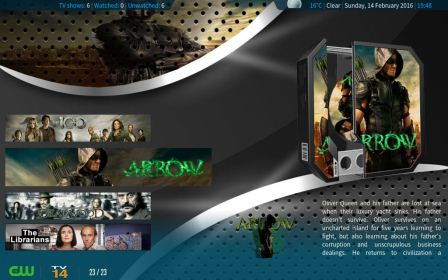 TV shows: 6 | Watched: 0 | Unwatched: 6
16°C | Clear | Sunday, 14 February 2016 | 19:48
100
ARROW
The Librarians
ARROW
ARROW
Oliver Queen and his father are lost at sea
when their luxury yacht sinks. His father
doesn't survive. Oliver survives on an
uncharted island for five years learning to
fight, but also learning about his father's
corruption and unscrupulous business
dealings. He returns to civilization a
CW
TV
14
23 / 23